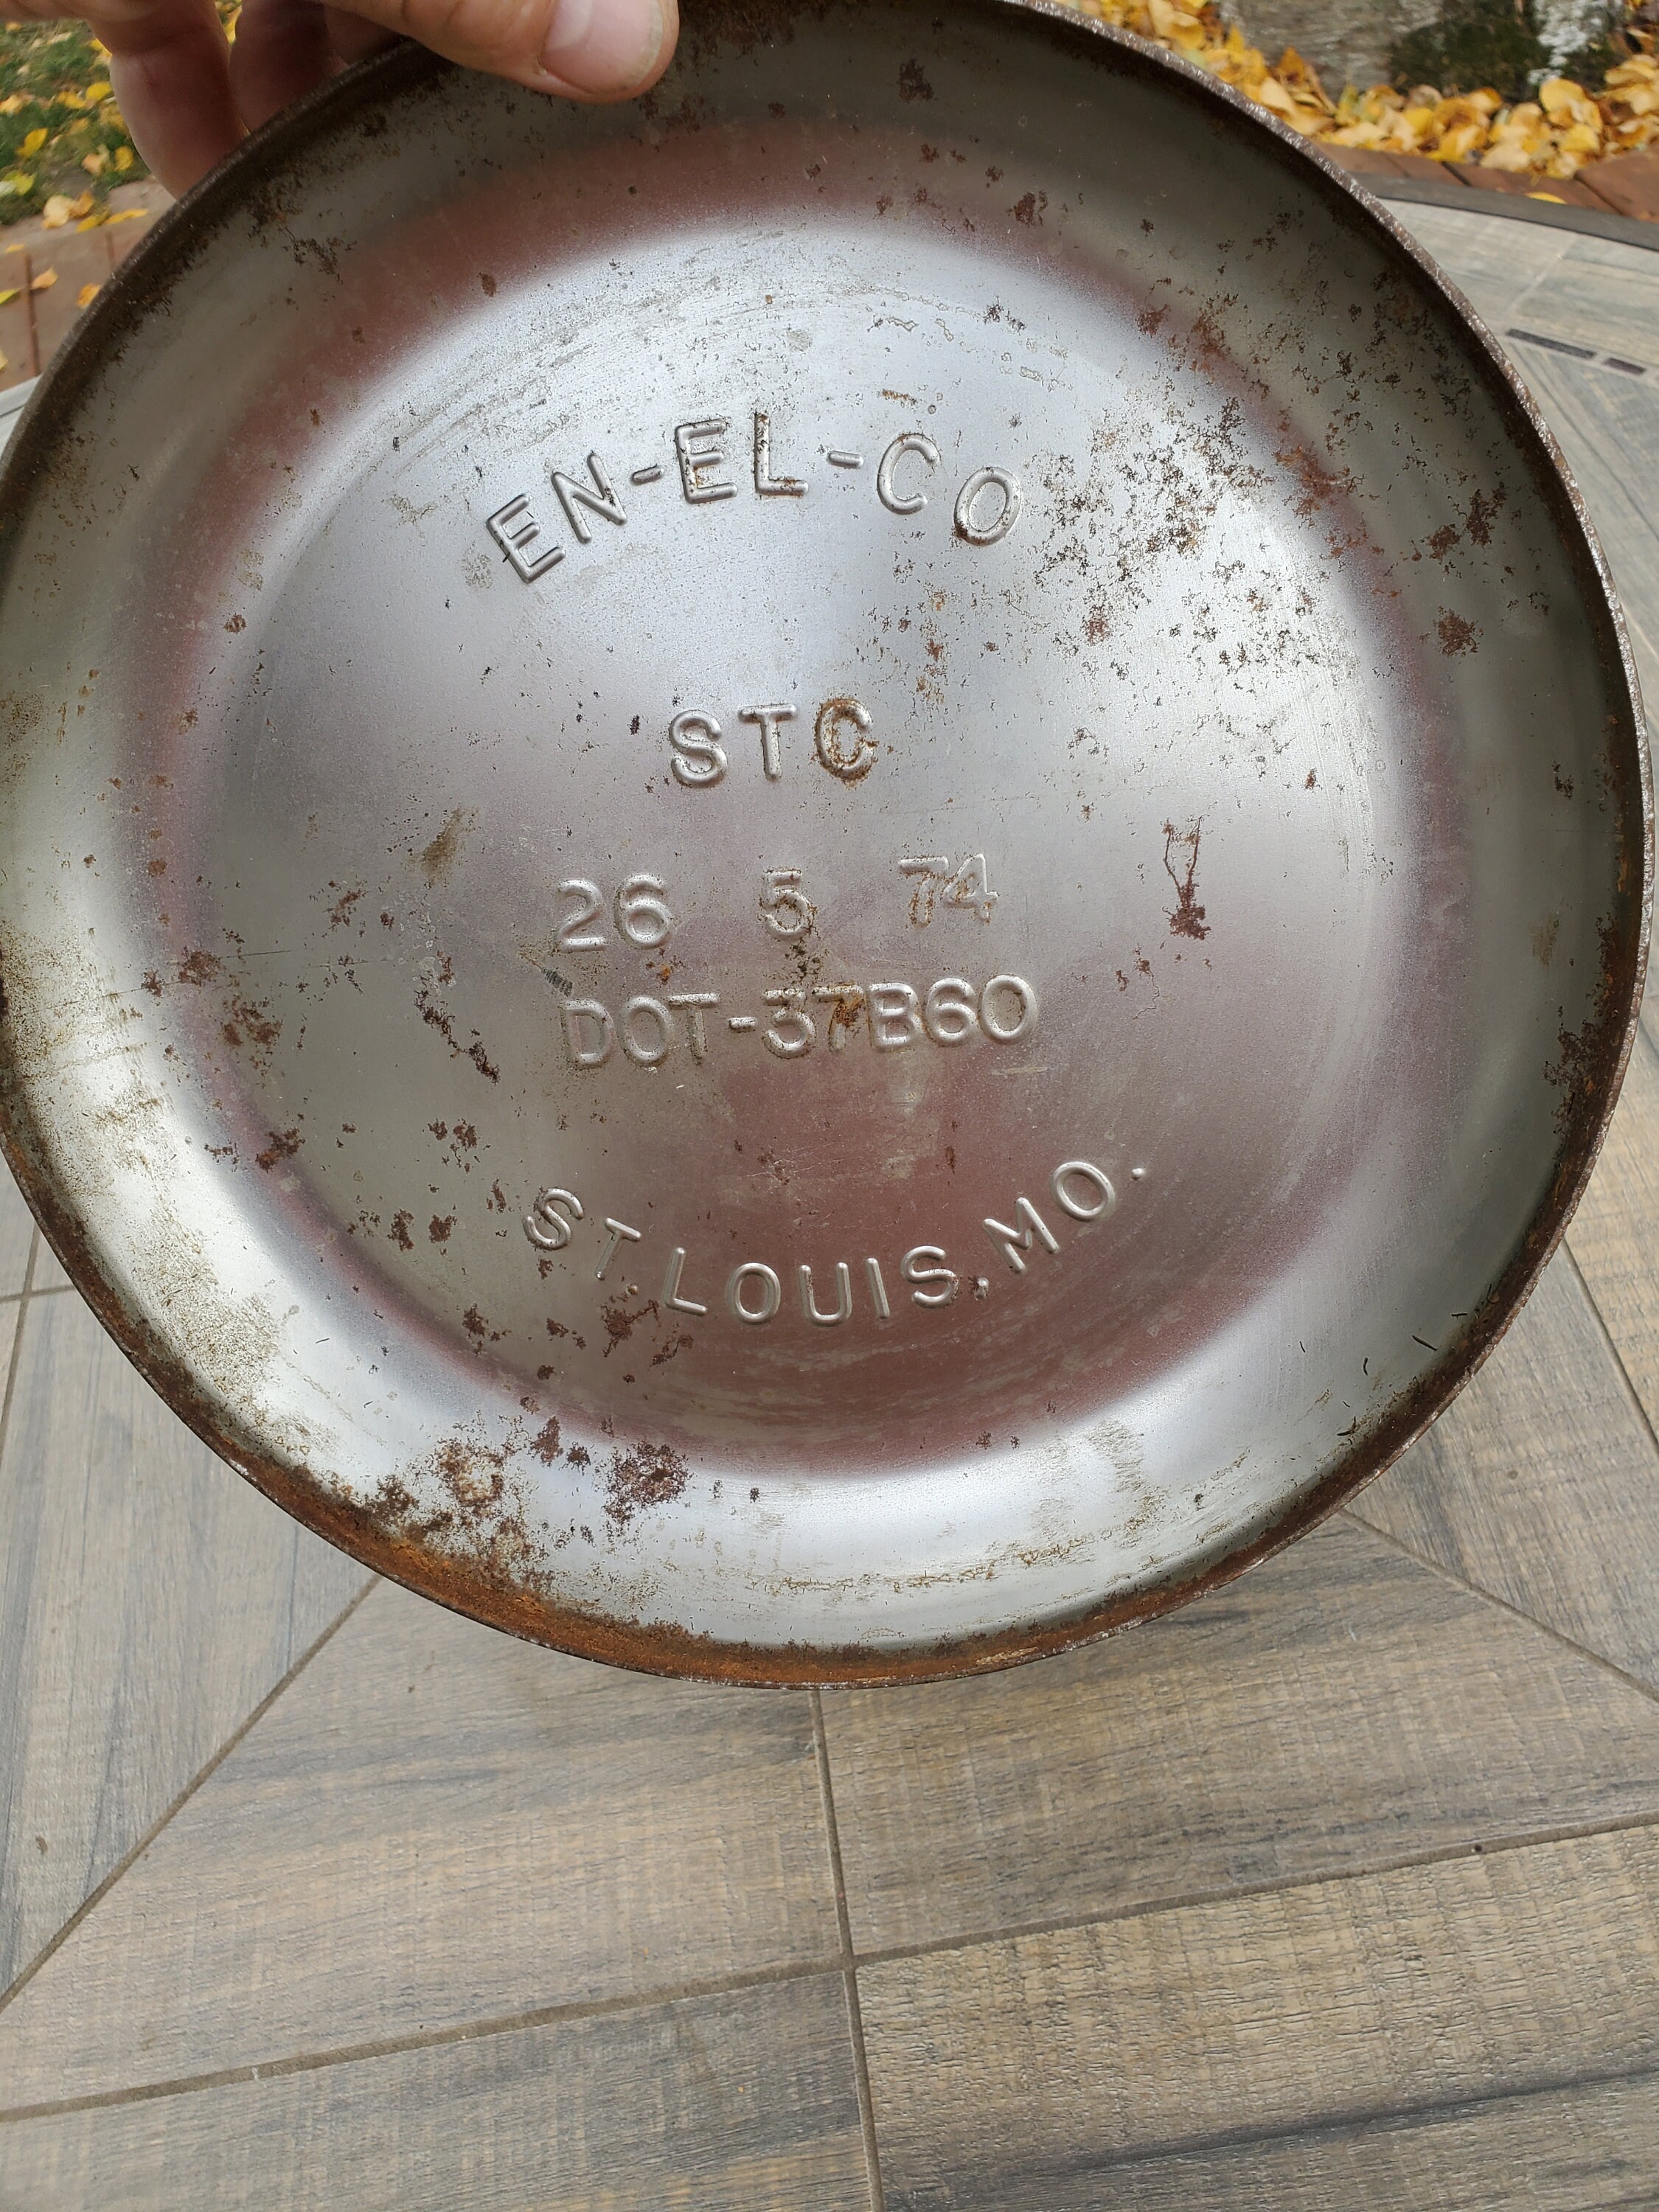 EN-EL-CO
STC
26 5 74
DOT-37B60
ST. LOUIS, MO.